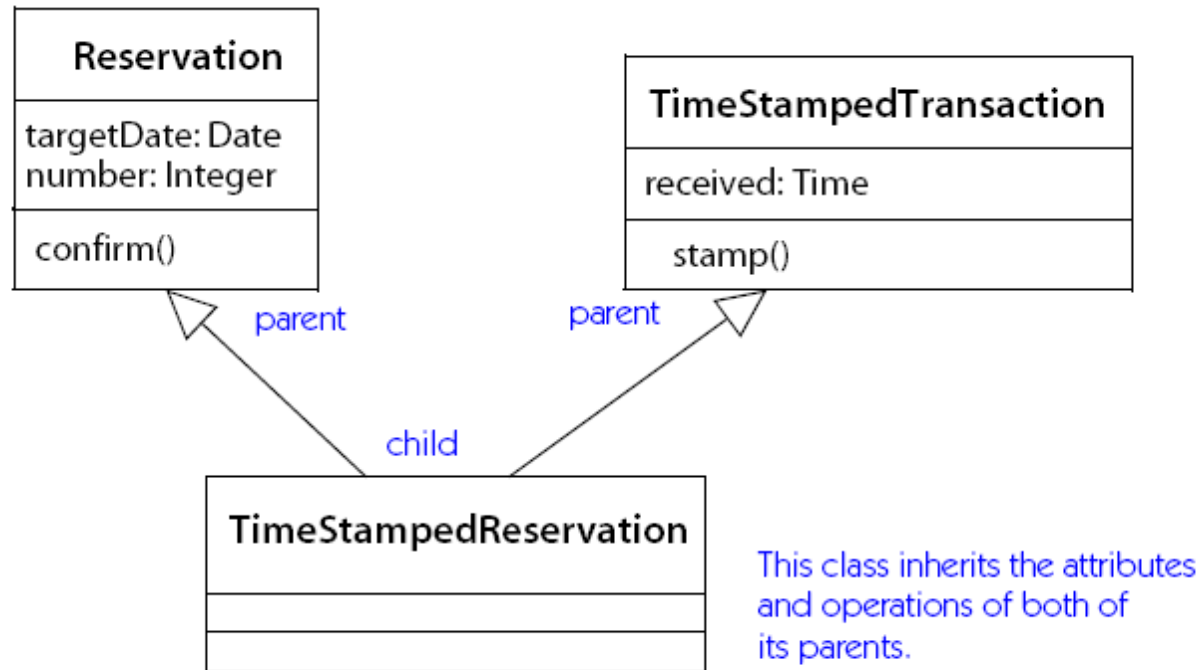 Reservation
targetDate: Date
number: Integer
confirm()
TimeStampedTransaction
received: Time
stamp()
parent
parent
child
TimeStampedReservation
This class inherits the attributes
and operations of both of
its parents.